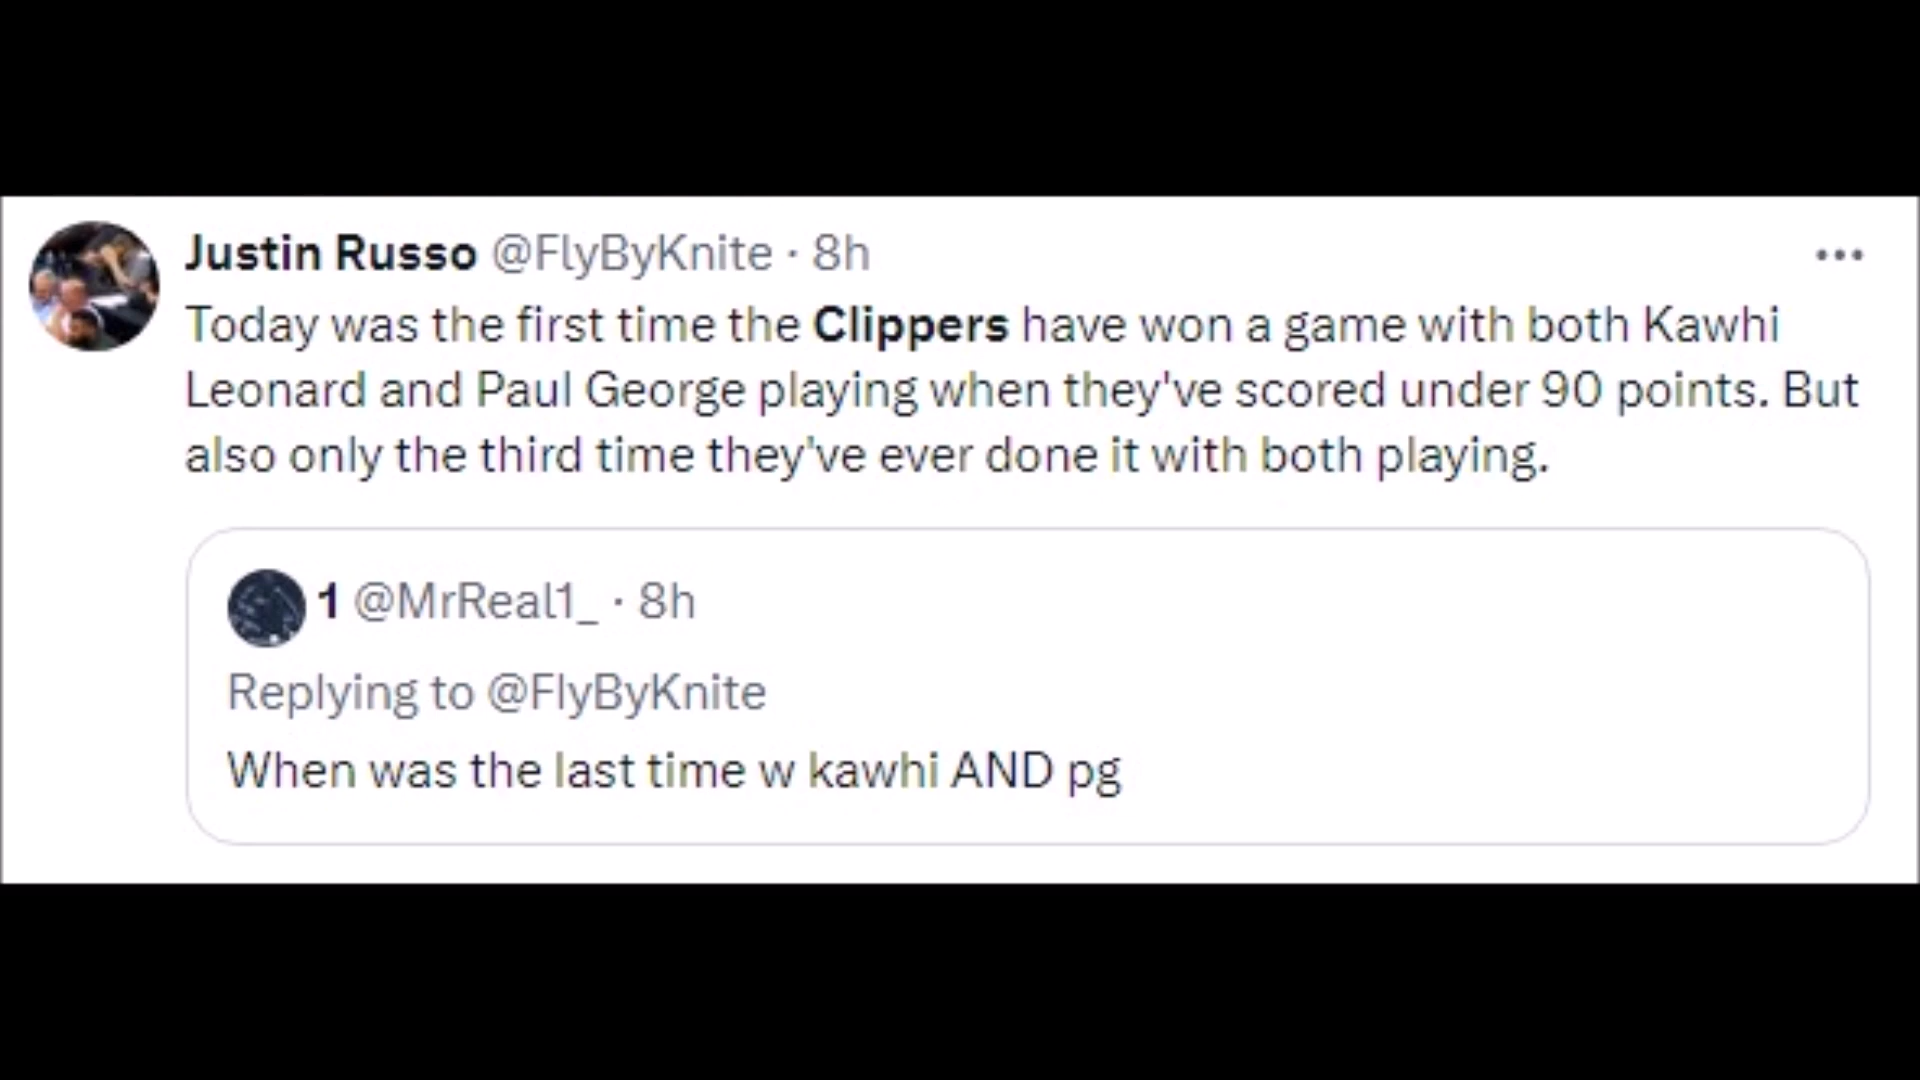 Justin Russo @FlyByKnite · 8h
Today was the first time the Clippers have won a game with both Kawhi
Leonard and Paul George playing when they've scored under 90 points. But
also only the third time they've ever done it with both playing.
1 @MrReal1_ · 8h
Replying to @FlyByKnite
When was the last time w kawhi AND pg